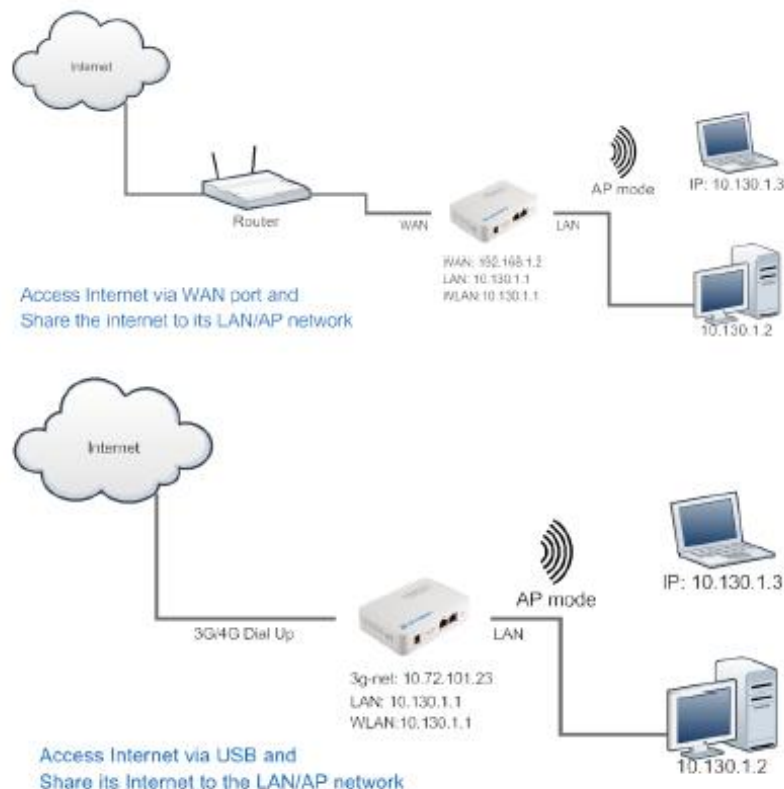 Internet
AP mode
IP: 10.130.1.3
Router
WAN
LAN
WAN: 192.168.1.2
LAN: 10.130.1.1
WLAN:10.130.1.1
Access Internet via WAN port and
Share the internet to its LAN/AP network
10.130.1.2
Internet
AP mode
IP: 10.130.1.3
3G/4G Dial Up
LAN
3g-net: 10.72.101.23
LAN: 10.130.1.1
WLAN:10.130.1.1
10.130.1.2
Access Internet via USB and
Share its Internet to the LAN/AP network